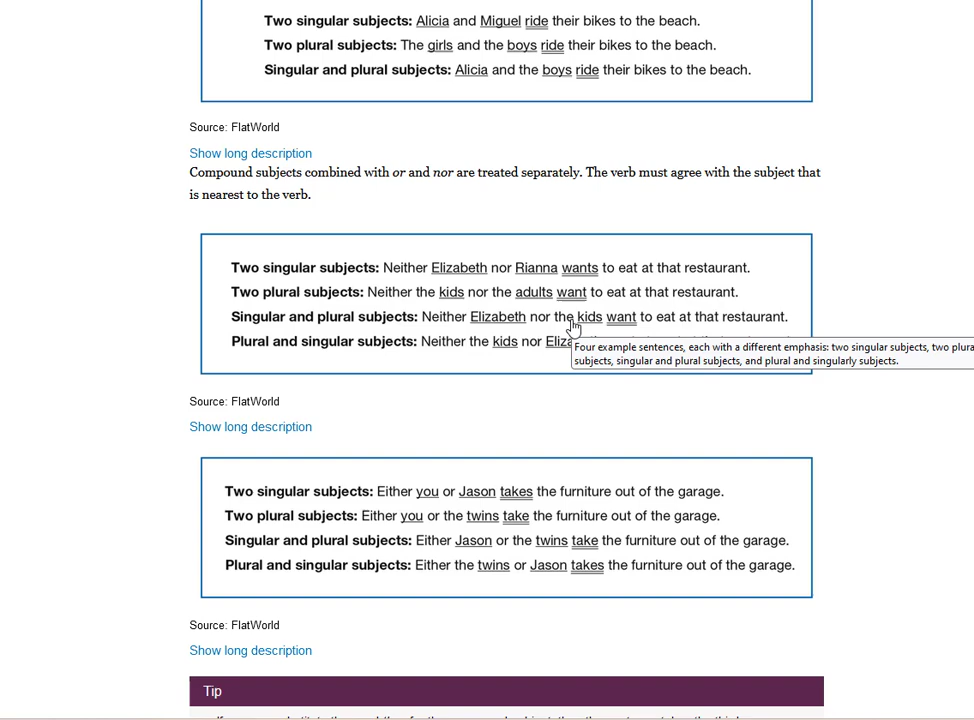 Two singular subjects: Alicia and Miguel ride their bikes to the beach.
Two plural subjects: The girls and the boys ride their bikes to the beach.
Singular and plural subjects: Alicia and the boys ride their bikes to the beach.
Source: FlatWorld
Show long description
Compound subjects combined with or and nor are treated separately. The verb must agree with the subject that
is nearest to the verb.
Two singular subjects: Neither Elizabeth nor Rianna wants to eat at that restaurant.
Two plural subjects: Neither the kids nor the adults want to eat at that restaurant.
Singular and plural subjects: Neither Elizabeth nor the kids want to eat at that restaurant.
Plural and singular subjects: Neither the kids nor
Four example sentences, each with a different emphasis: two singular subjects, two
subjects, singular and plural subjects, and plural and singularly subjects.
Source: FlatWorld
Show long description
Two singular subjects: Either you or Jason takes the furniture out of the garage.
Two plural subjects: Either you or the twins take the furniture out of the garage.
Singular and plural subjects: Either Jason or the twins take the furniture out of the garage.
Plural and singular subjects: Either the twins or Jason takes the furniture out of the garage.
Source: FlatWorld
Show long description
Tip